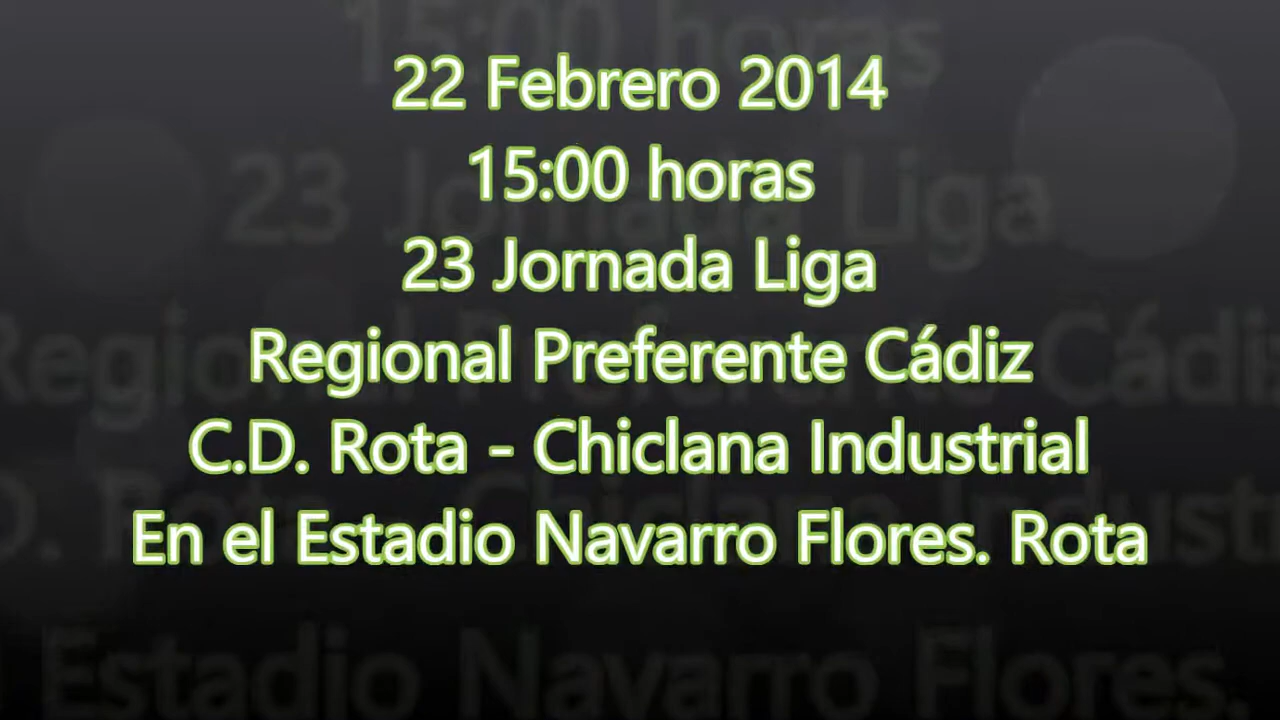 22 Febrero 2014
15:00 horas
23 Jornada Liga
Regional Preferente Cádiz
C.D. Rota - Chiclana Industrial
En el Estadio Navarro Flores. Rota